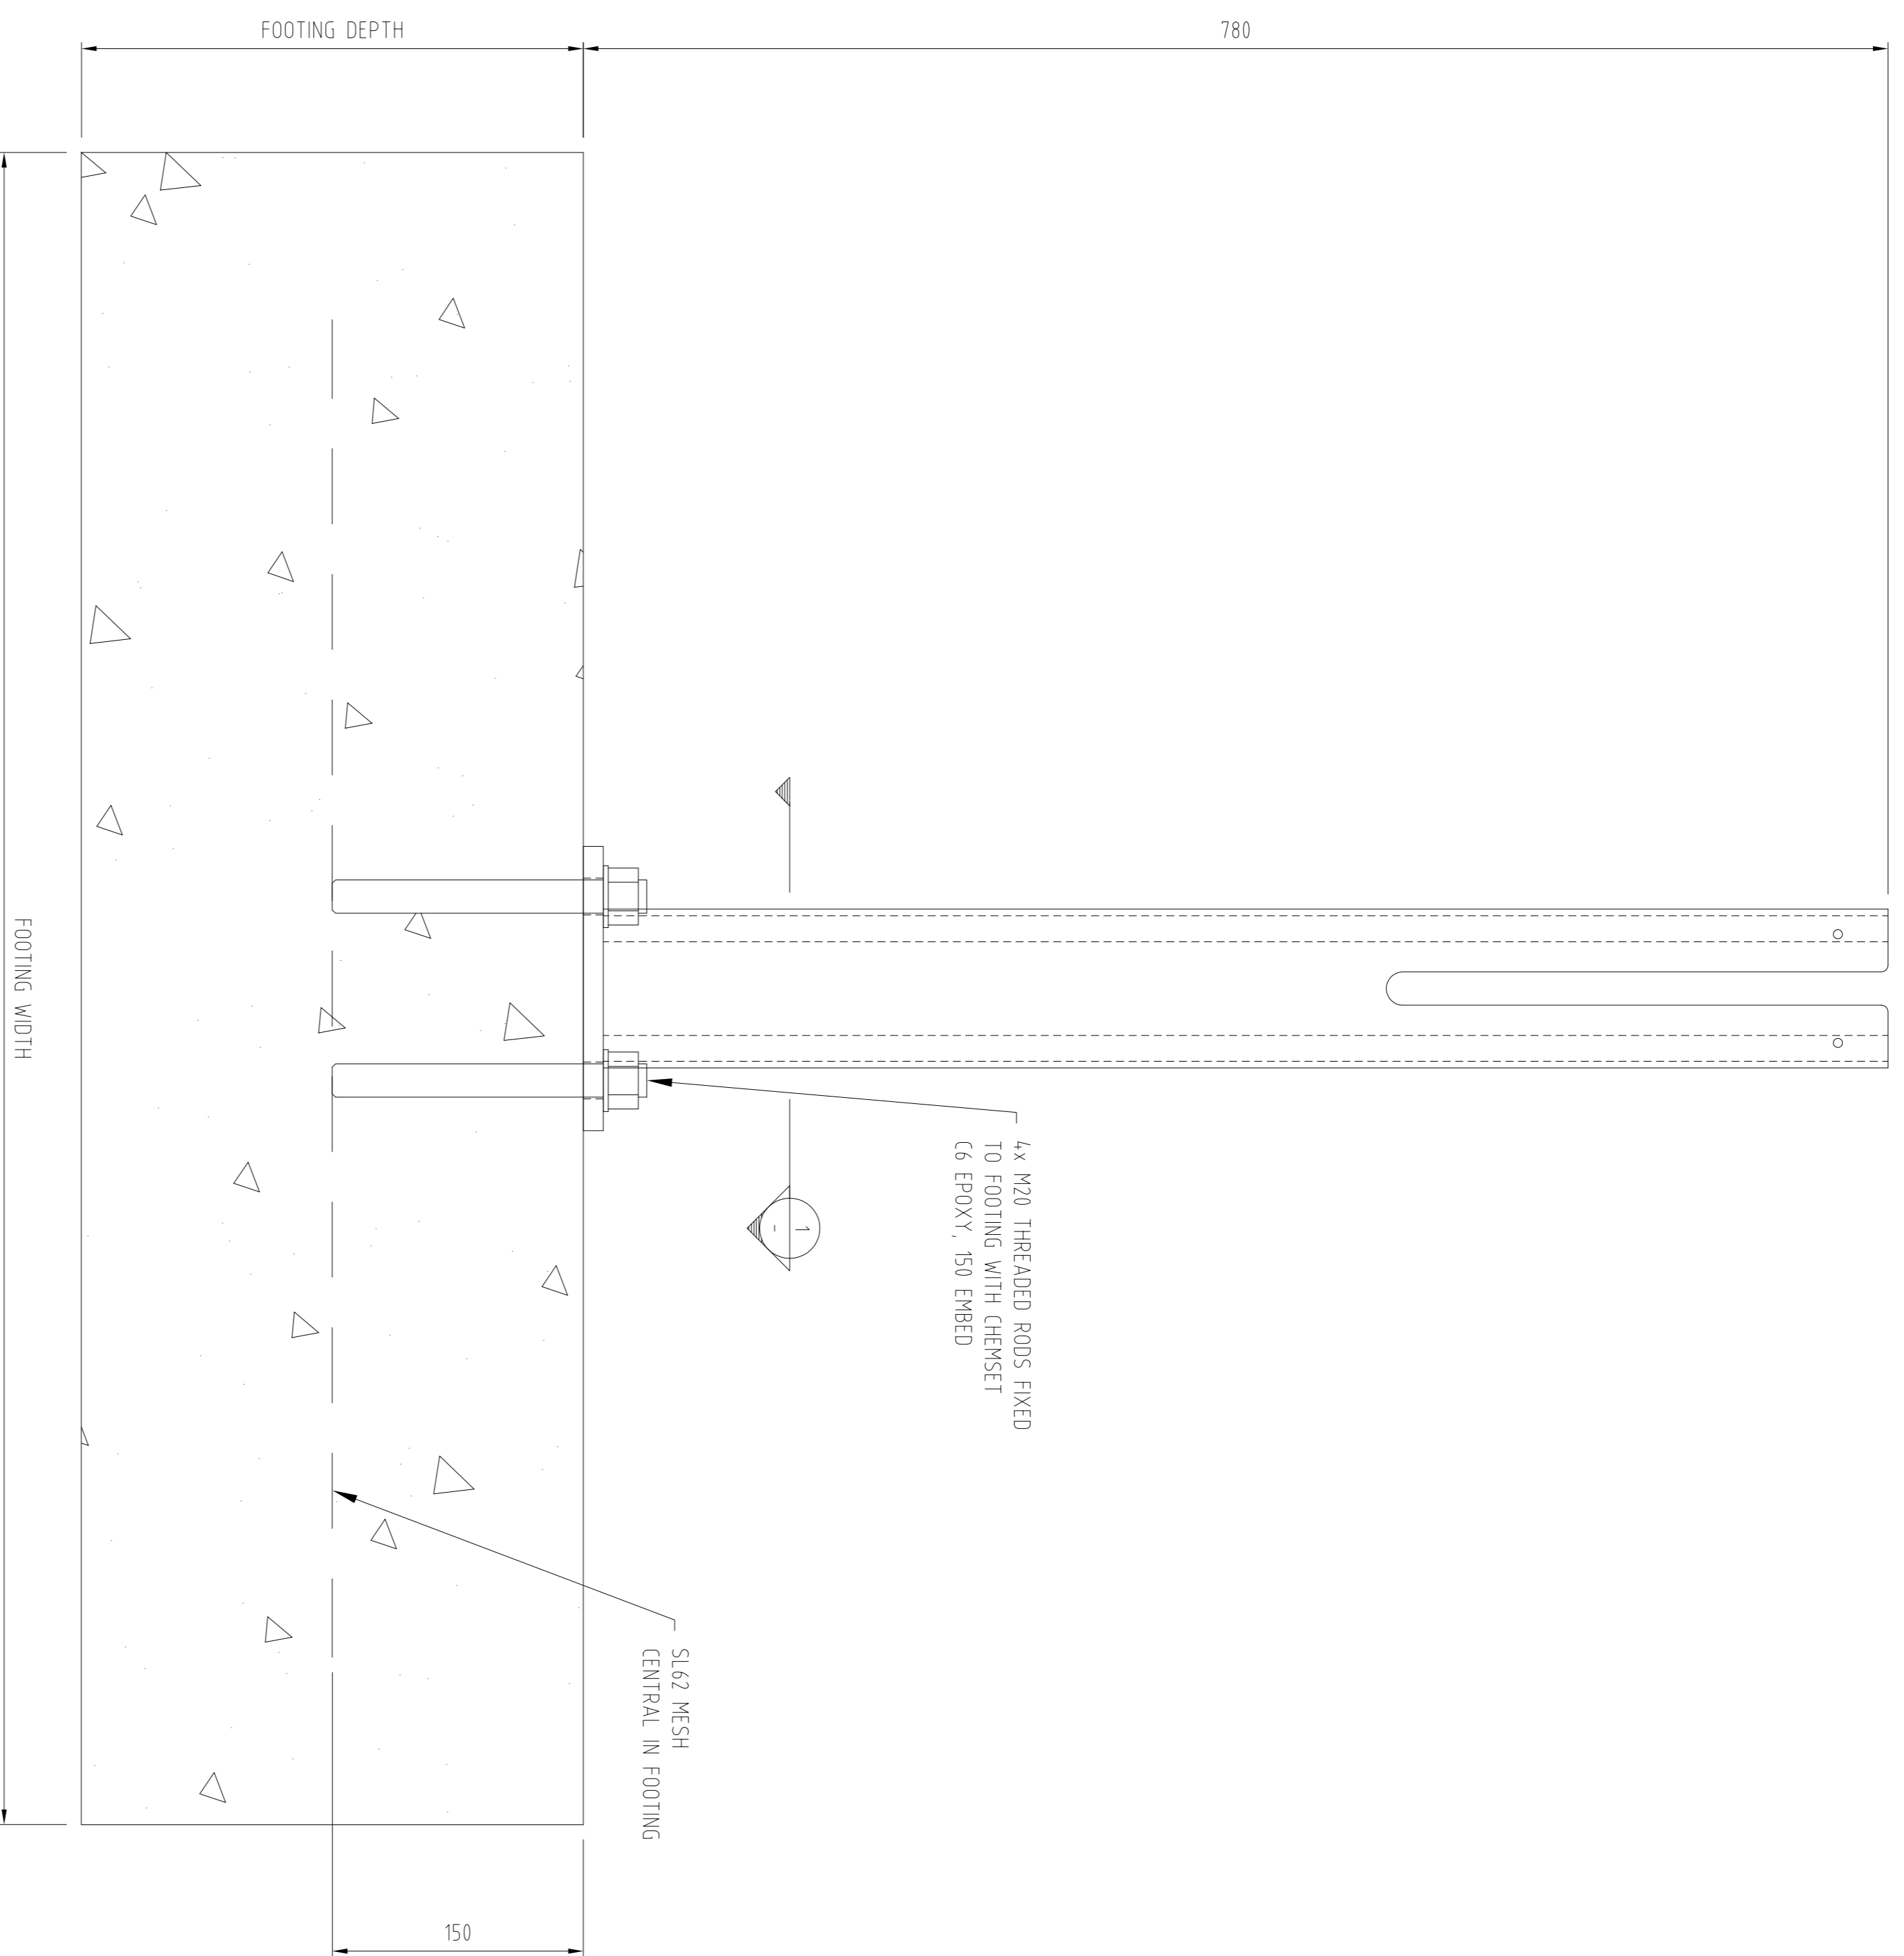 FOOTING DEPTH
780
4x M20 THREADED RODS FIXED
TO FOOTING WITH CHEMSET
C6 EPOXY, 150 EMBED
1
-
SL62 MESH
CENTRAL IN FOOTING
150
FOOTING WIDTH